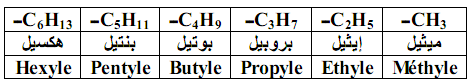 –C₆H₁₃ –C₅H₁₁ –C₄H₉ –C₃H₇ –C₂H₅ –CH₃
هكسيل بنتيل بوتيل بروبيل إيثيل ميثيل
Hexyle Pentyle Butyle Propyle Ethyle Méthyle